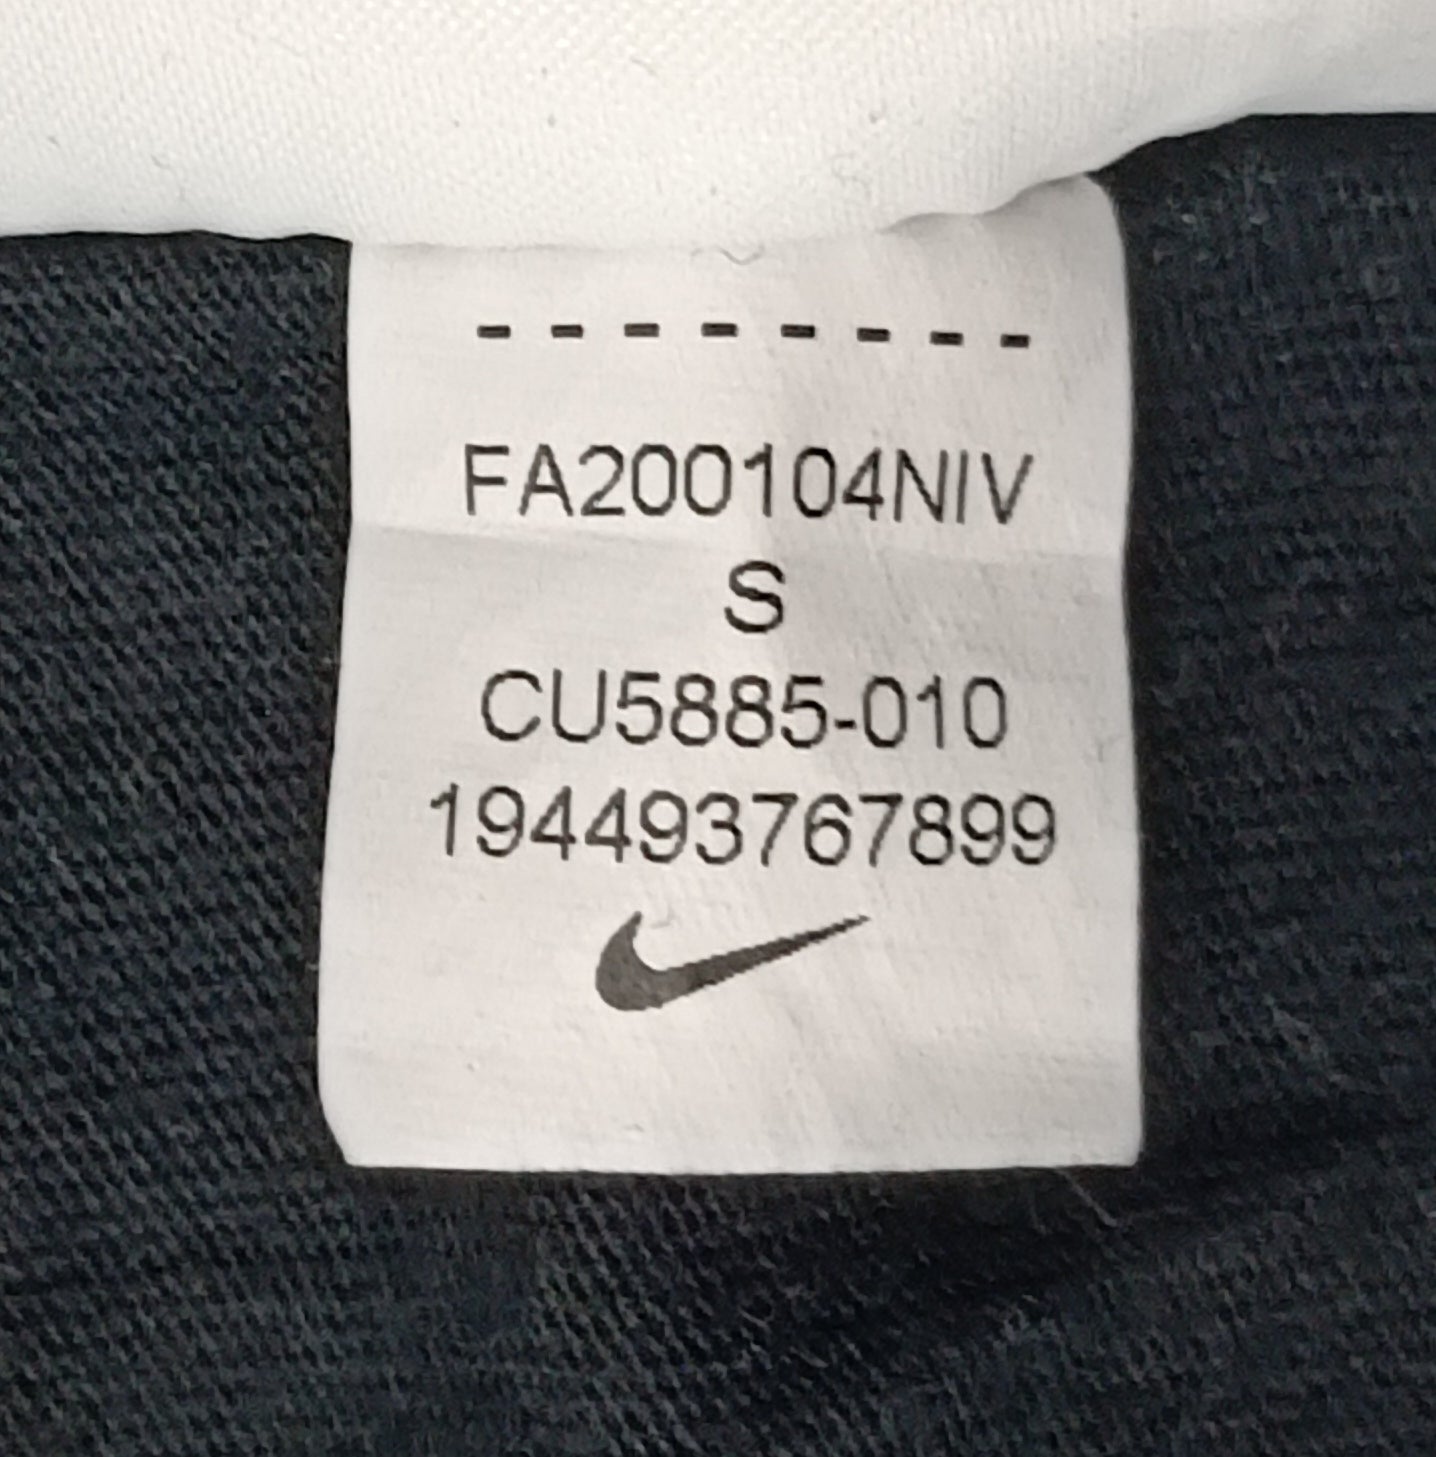 --------
FA200104NIV
S
CU5885-010
194493767899